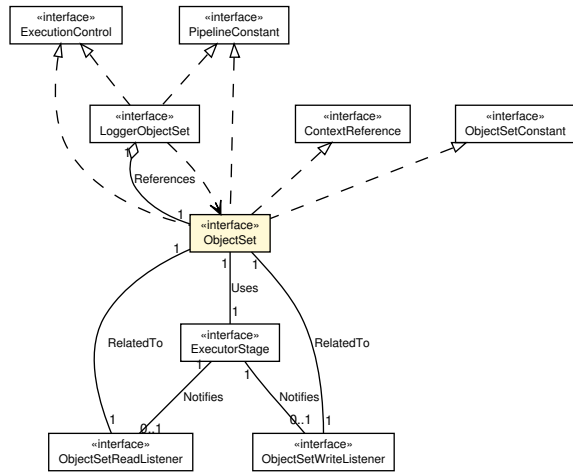 «interface»
ExecutionControl
«interface»
PipelineConstant
«interface»
LoggerObjectSet
«interface»
ContextReference
«interface»
ObjectSetConstant
1
References
1
«interface»
ObjectSet
1
1
1
Uses
1
RelatedTo
RelatedTo
«interface»
ExecutorStage
1
1
Notifies
Notifies
1
0..1
0..1
1
«interface»
ObjectSetReadListener
«interface»
ObjectSetWriteListener